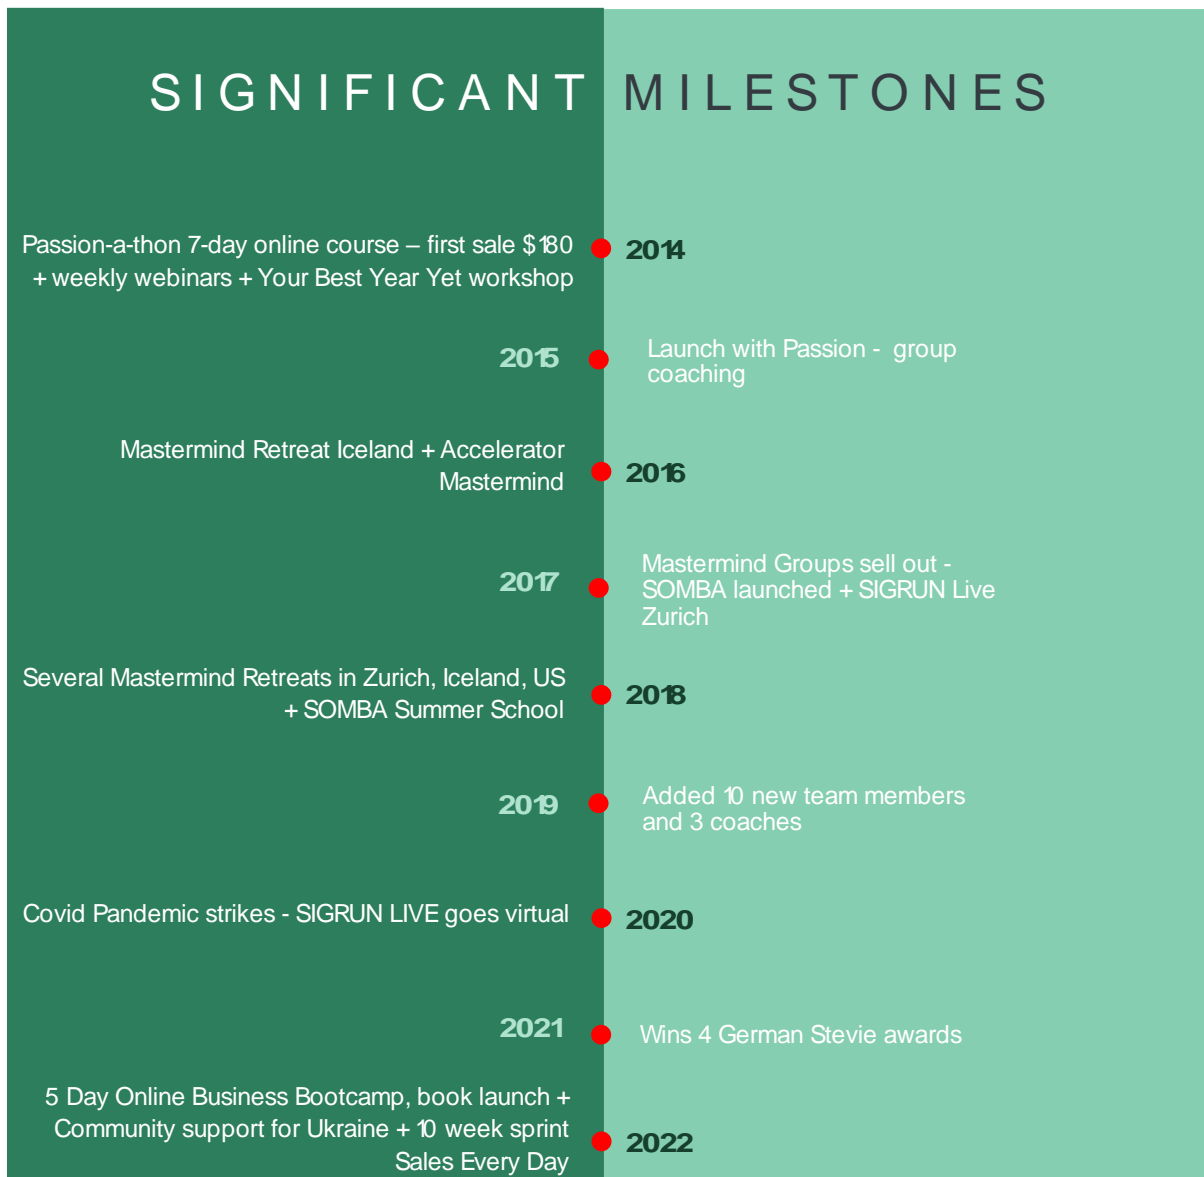 SIGNIFICANT MILESTONES
Passion-a-thon 7-day online course – first sale $180
+ weekly webinars + Your Best Year Yet workshop
2014
2015
Launch with Passion - group
coaching
Mastermind Retreat Iceland + Accelerator
Mastermind
2016
2017
Mastermind Groups sell out -
SOMBA launched + SIGRUN Live
Zurich
Several Mastermind Retreats in Zurich, Iceland, US
+ SOMBA Summer School
2018
2019
Added 10 new team members
and 3 coaches
Covid Pandemic strikes - SIGRUN LIVE goes virtual
2020
2021
Wins 4 German Stevie awards
5 Day Online Business Bootcamp, book launch +
Community support for Ukraine + 10 week sprint
Sales Every Day
2022